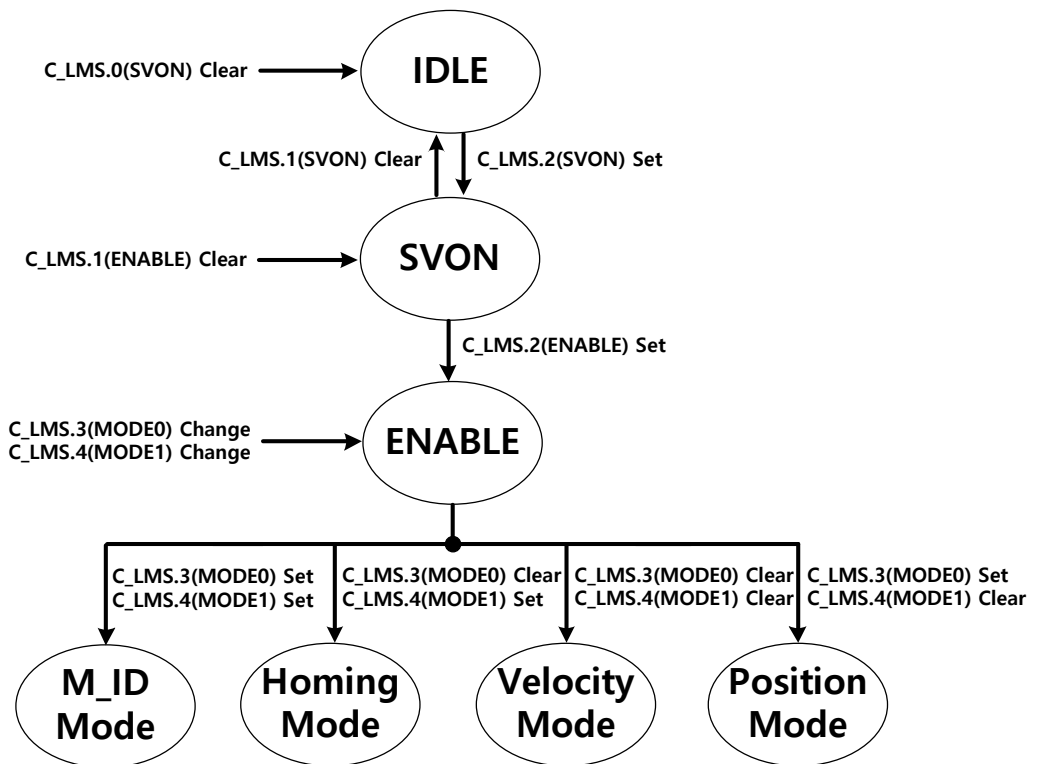 C_LMS.0(SVON) Clear
IDLE
C_LMS.1(SVON) Clear
C_LMS.2(SVON) Set
C_LMS.1(ENABLE) Clear
SVON
C_LMS.2(ENABLE) Set
C_LMS.3(MODE0) Change
C_LMS.4(MODE1) Change
ENABLE
C_LMS.3(MODE0) Set
C_LMS.4(MODE1) Set
C_LMS.3(MODE0) Clear
C_LMS.4(MODE1) Set
C_LMS.3(MODE0) Clear
C_LMS.4(MODE1) Clear
C_LMS.3(MODE0) Set
C_LMS.4(MODE1) Clear
M_ID
Mode
Homing
Mode
Velocity
Mode
Position
Mode